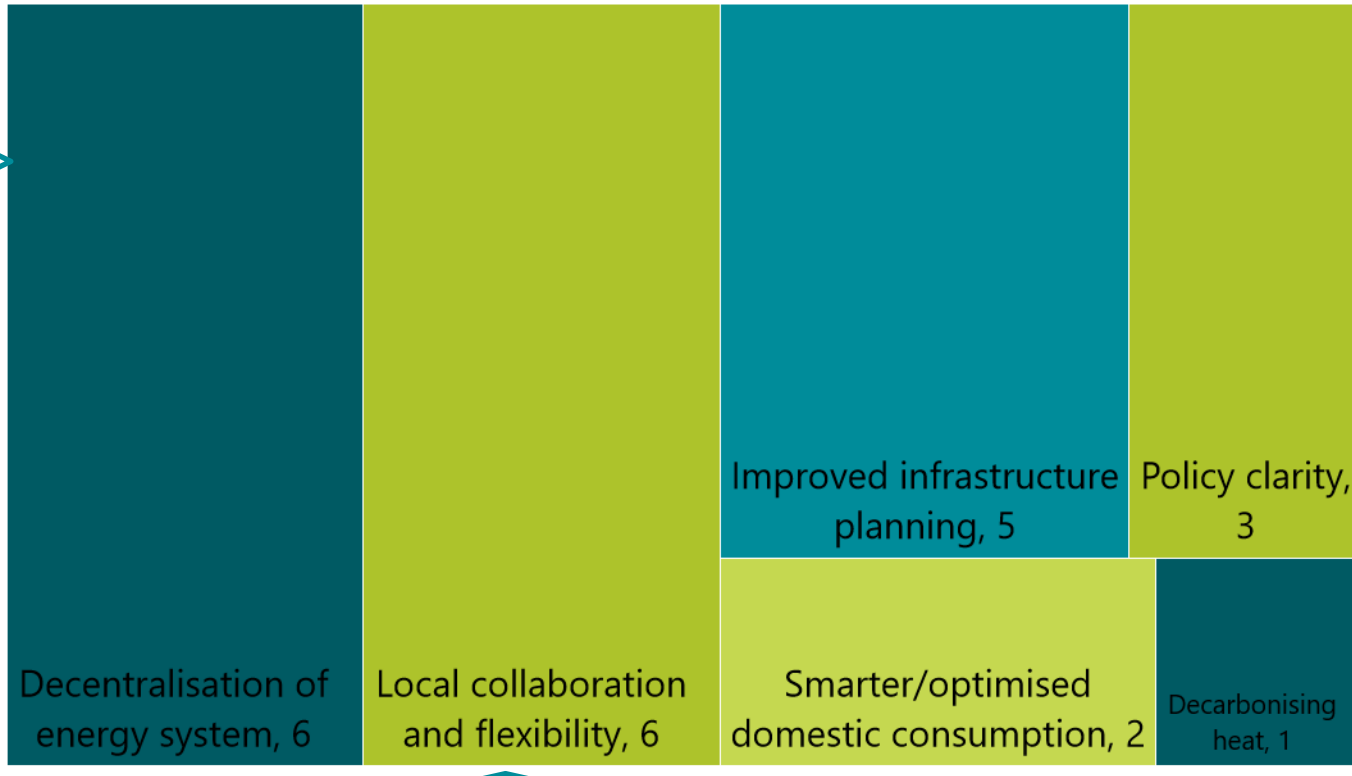 Decentralisation of
energy system, 6
Local collaboration
and flexibility, 6
Improved infrastructure
planning, 5
Policy clarity,
3
Smarter/optimised
domestic consumption, 2
Decarbonising
heat, 1